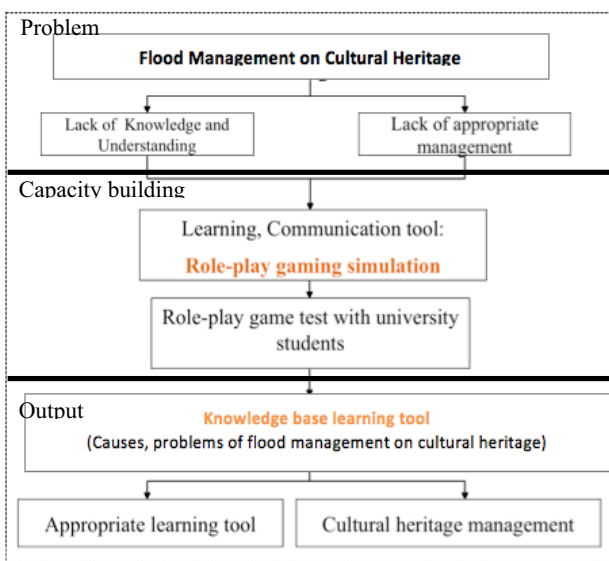 Problem
Flood Management on Cultural Heritage
Lack of Knowledge and
Understanding
Lack of appropriate
management
Capacity building
Learning, Communication tool:
Role-play gaming simulation
Role-play game test with university
students
Output
Knowledge base learning tool
(Causes, problems of flood management on cultural heritage)
Appropriate learning tool
Cultural heritage management